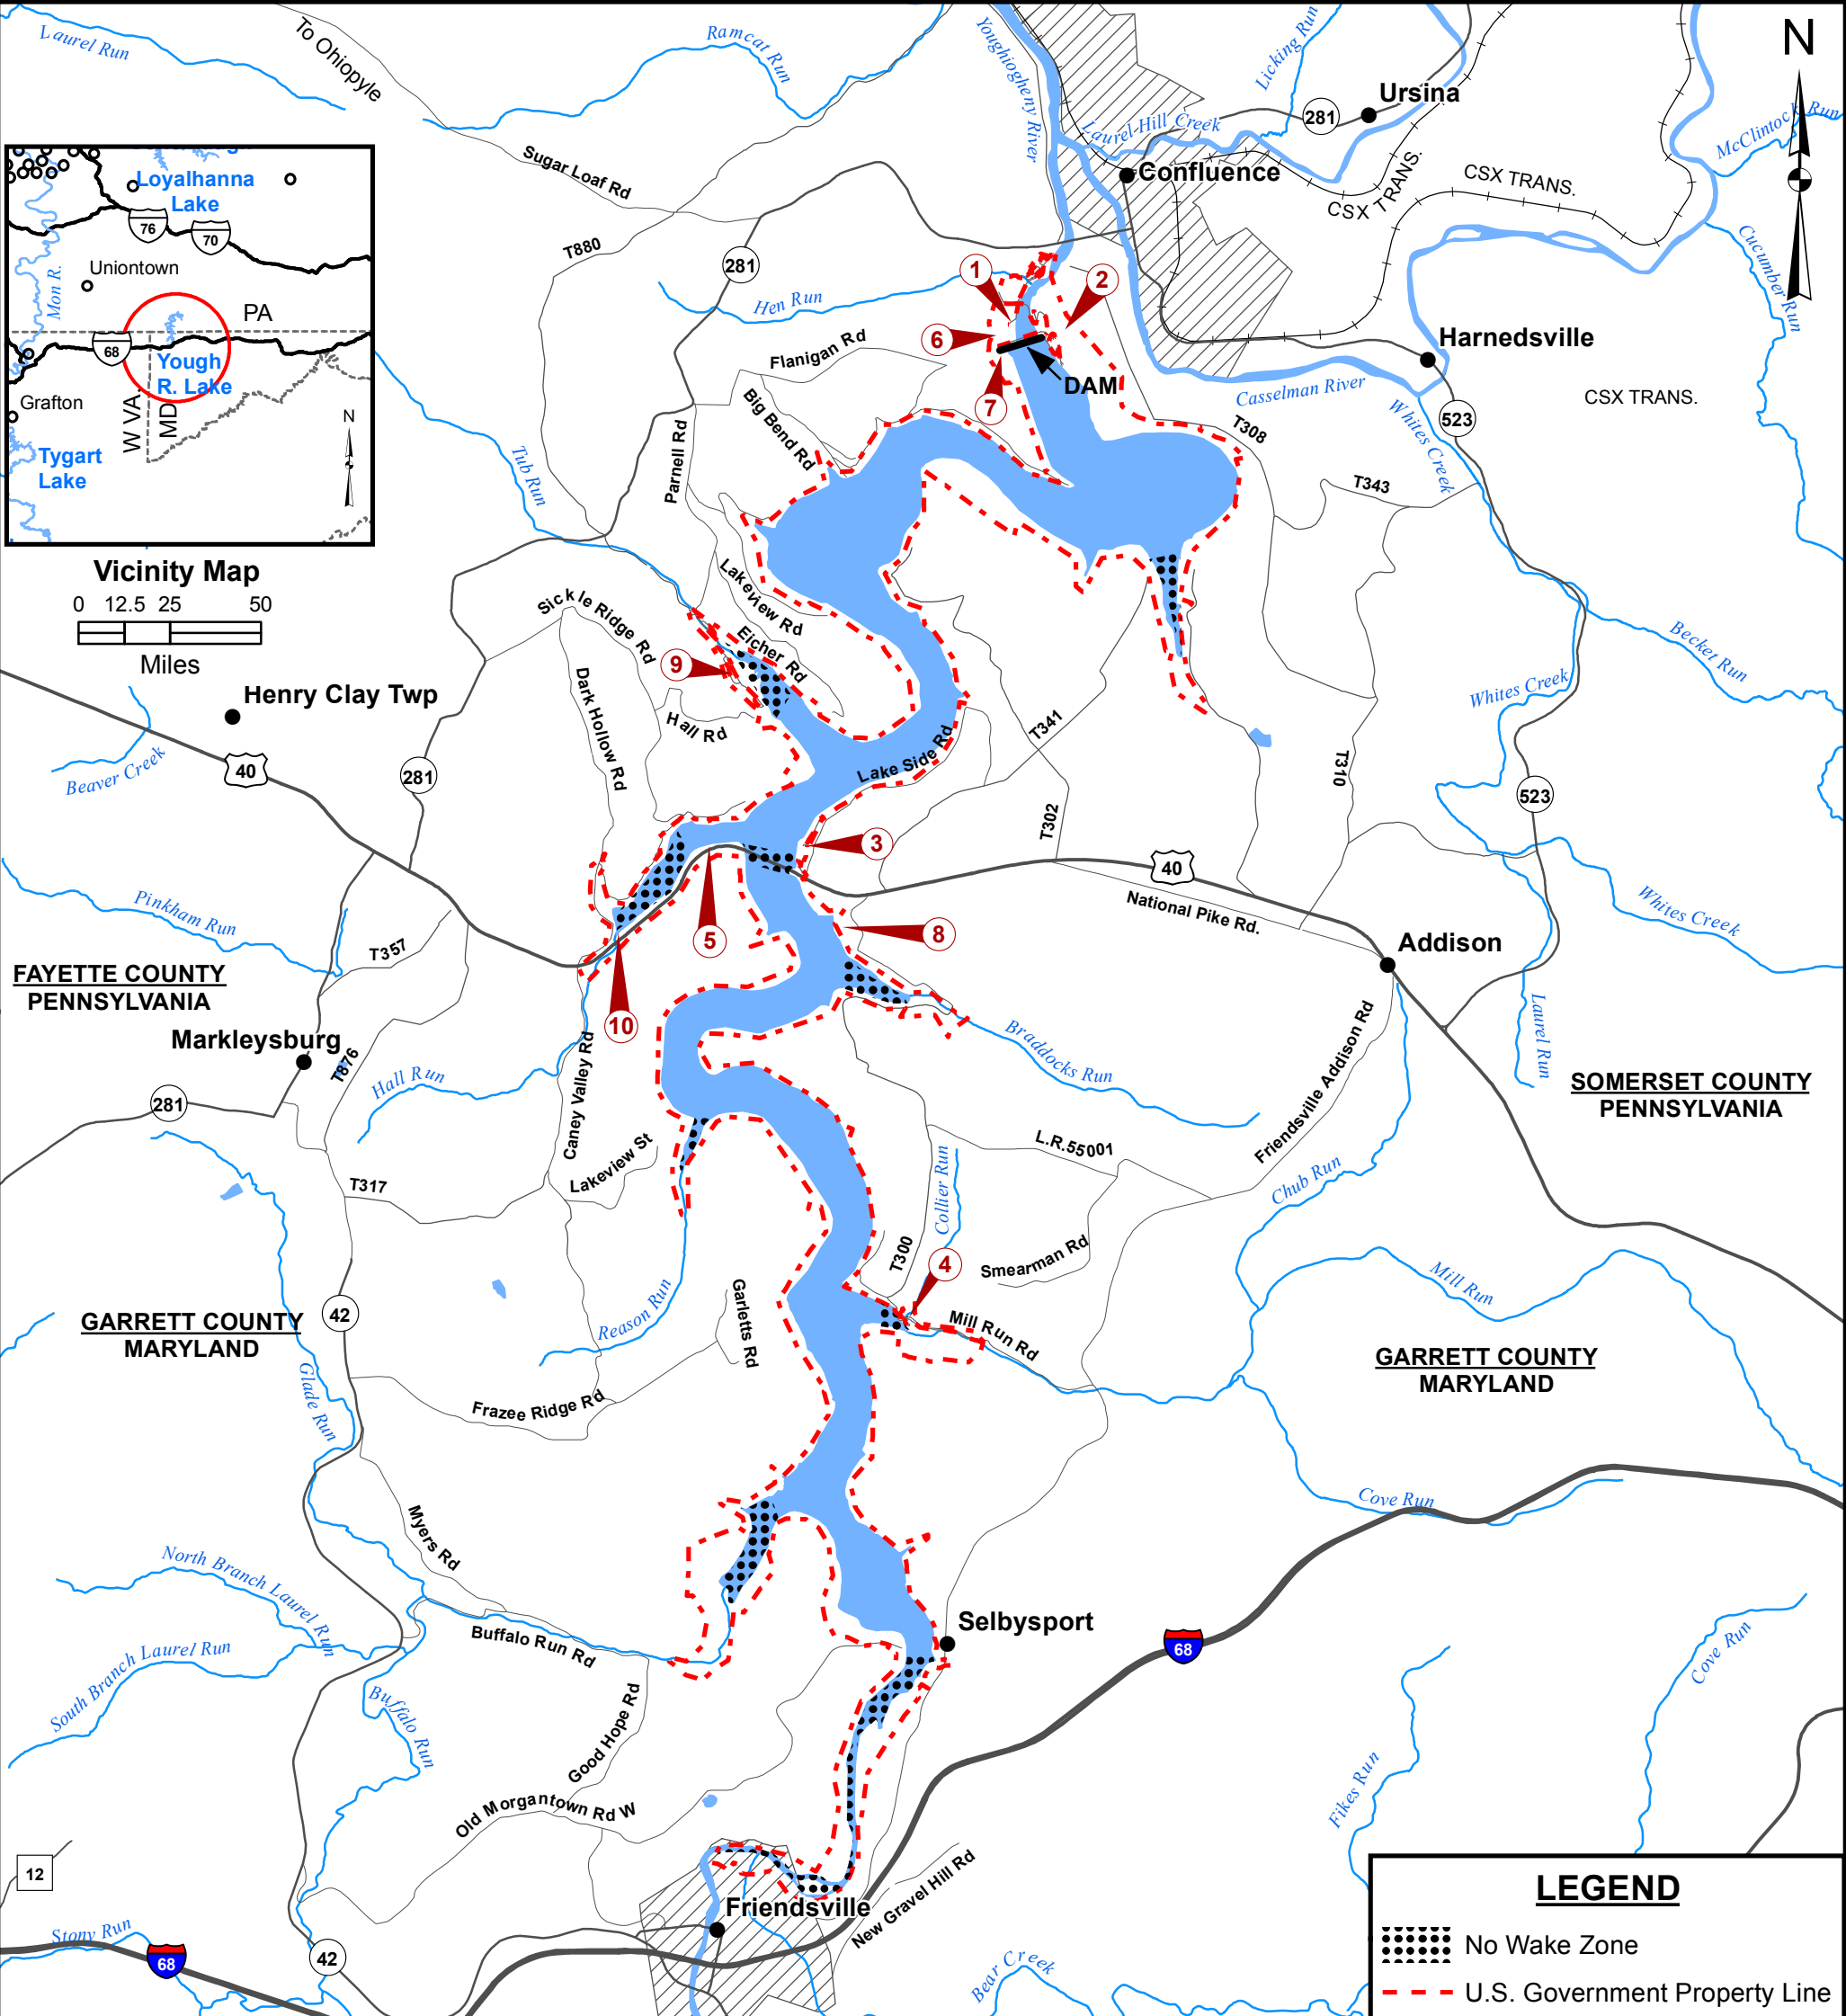 Laurel Run
To Ohiopyle
Ramcat Run
Youghiogheny River
Licking Run
Ursina
281
N
McClintock Run
Laurel Hill Creek
Confluence
CSX TRANS.
CSX TRANS.
Sugar Loaf Rd
T880
281
Hen Run
Cucumber Run
1
2
6
7
DAM
Flanigan Rd
Big Bend Rd
Parnell Rd
Harnedsville
CSX TRANS.
Casselman River
Whites Creek
523
T308
T343
Loyalhanna
Lake
76
70
Uniontown
Mon R.
PA
68
Yough
R. Lake
Grafton
W VA.
MD
N
Tygart
Lake
Vicinity Map
0 12.5 25 50
Miles
Tub Run
Lakeview Rd
Sickle Ridge Rd
Eicher Rd
9
Dark Hollow Rd
Hall Rd
Henry Clay Twp
40
281
Beaver Creek
Lake Side Rd
T341
T302
T310
Becket Run
Whites Creek
523
3
40
National Pike Rd.
Whites Creek
Addison
Pinkham Run
T357
5
8
10
FAYETTE COUNTY
PENNSYLVANIA
Markleysburg
T876
281
Hall Run
Caney Valley Rd
Braddocks Run
Friendsville Addison Rd
Laurel Run
SOMERSET COUNTY
PENNSYLVANIA
Lakeview St
L.R.55001
T317
Collier Run
Chub Run
T300
4
Smearman Rd
Mill Run
Mill Run Rd
GARRETT COUNTY
MARYLAND
42
Reason Run
Garletts Rd
Glade Run
Frazee Ridge Rd
GARRETT COUNTY
MARYLAND
Cove Run
Myers Rd
North Branch Laurel Run
South Branch Laurel Run
Buffalo Run Rd
Buffalo Run
Selbysport
68
Cove Run
Good Hope Rd
Old Morgantown Rd W
Fikes Run
12
Friendsville
New Gravel Hill Rd
Stony Run
68
42
Bear Creek
LEGEND
No Wake Zone
U.S. Government Property Line